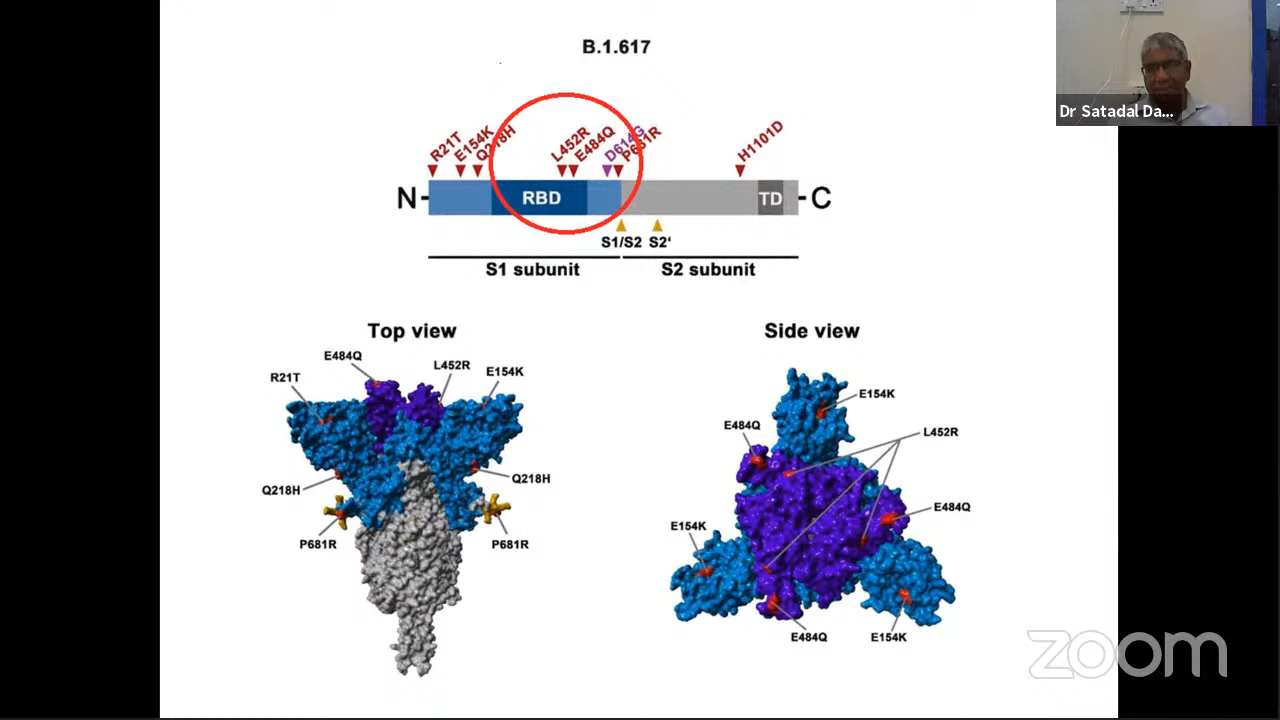 B.1.617
Dr Satadal Da...
R21T
E154K
Q218H
L452R
E484Q
D614G
P681R
H1101D
N
RBD
TD
C
S1/S2
S2‘
S1 subunit
S2 subunit
Top view
Side view
E484Q
L452R
R21T
E154K
Q218H
Q218H
P681R
P681R
E154K
E484Q
L452R
E484Q
E154K
E484Q
E154K
zoom